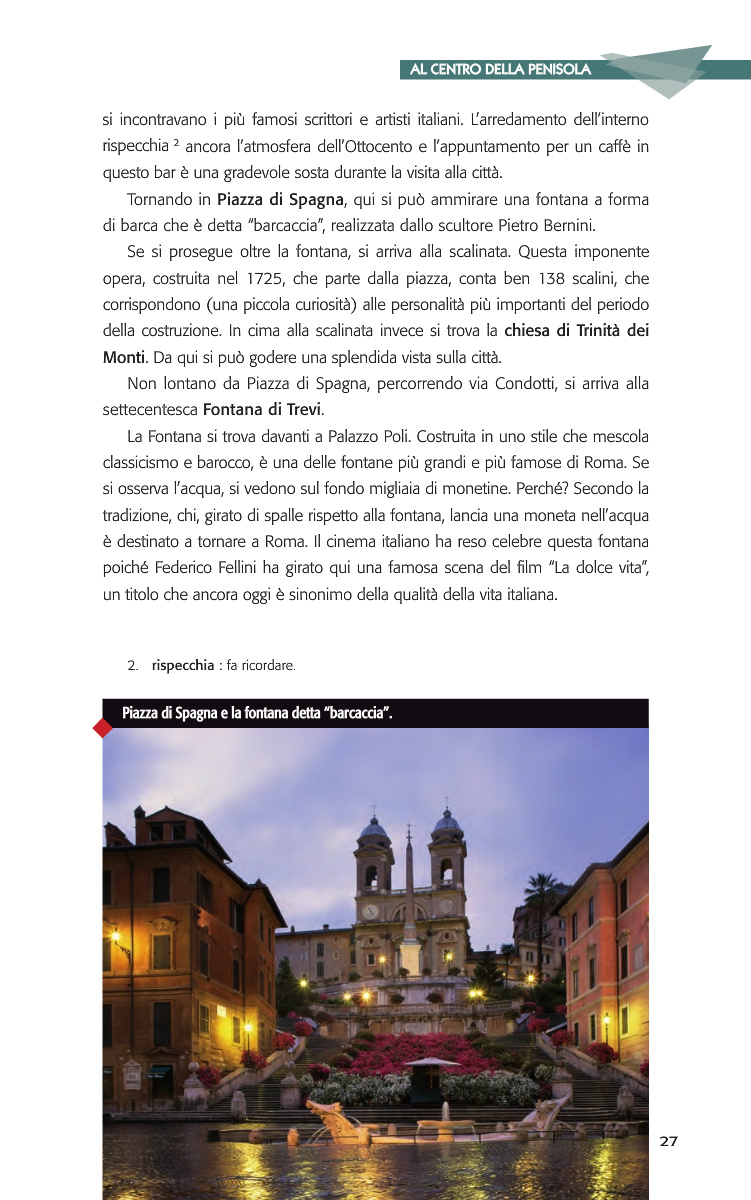 AL CENTRO DELLA PENISOLA
si incontravano i più famosi scrittori e artisti italiani. L’arredamento dell’interno
rispecchia 2 ancora l’atmosfera dell’Ottocento e l’appuntamento per un caffè in
questo bar è una gradevole sosta durante la visita alla città.
Tornando in Piazza di Spagna, qui si può ammirare una fontana a forma
di barca che è detta “barcaccia”, realizzata dallo scultore Pietro Bernini.
Se si prosegue oltre la fontana, si arriva alla scalinata. Questa imponente
opera, costruita nel 1725, che parte dalla piazza, conta ben 138 scalini, che
corrispondono (una piccola curiosità) alle personalità più importanti del periodo
della costruzione. In cima alla scalinata invece si trova la chiesa di Trinità dei
Monti. Da qui si può godere una splendida vista sulla città.
Non lontano da Piazza di Spagna, percorrendo via Condotti, si arriva alla
settecentesca Fontana di Trevi.
La Fontana si trova davanti a Palazzo Poli. Costruita in uno stile che mescola
classicismo e barocco, è una delle fontane più grandi e più famose di Roma. Se
si osserva l’acqua, si vedono sul fondo migliaia di monetine. Perché? Secondo la
tradizione, chi, girato di spalle rispetto alla fontana, lancia una moneta nell’acqua
è destinato a tornare a Roma. Il cinema italiano ha reso celebre questa fontana
poiché Federico Fellini ha girato qui una famosa scena del film “La dolce vita”,
un titolo che ancora oggi è sinonimo della qualità della vita italiana.
2. rispecchia : fa ricordare.
Piazza di Spagna e la fontana detta “barcaccia”.
27